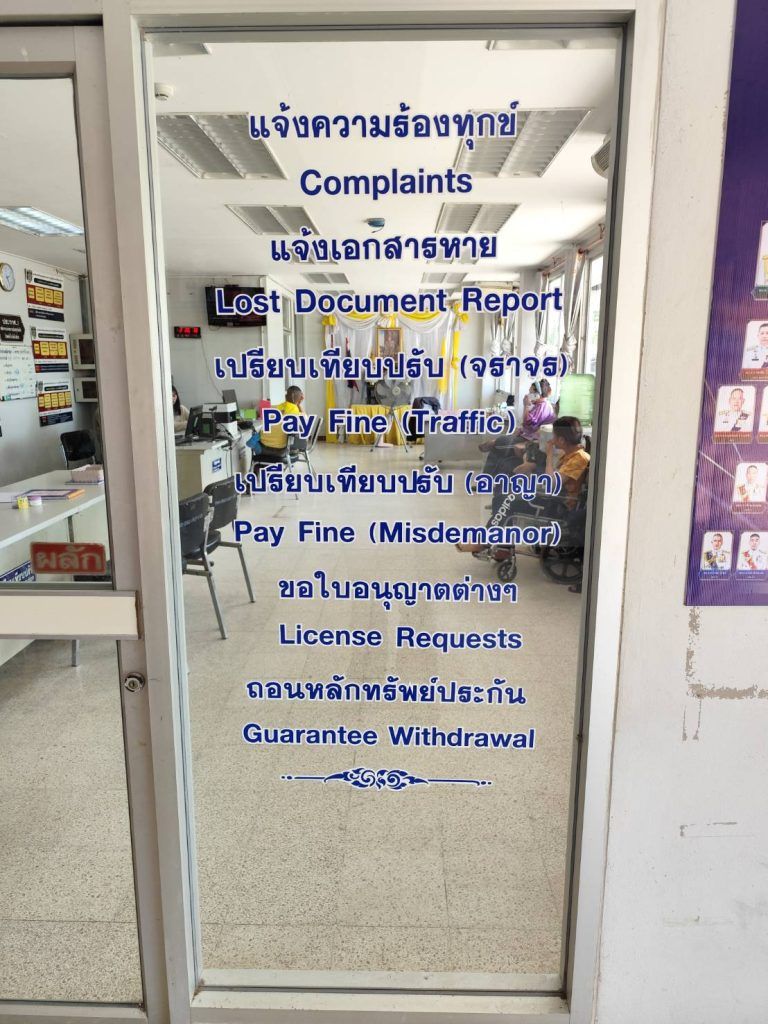 แจ้งความร้องทุกข์
Complaints
แจ้งเอกสารหาย
Lost Document Report
เปรียบเทียบปรับ (จราจร)
Pay Fine (Traffic)
เปรียบเทียบปรับ (อาญา)
Pay Fine (Misdemanor)
ขอใบอนุญาตต่างๆ
License Requests
ถอนหลักทรัพย์ประกัน
Guarantee Withdrawal
ผลัก